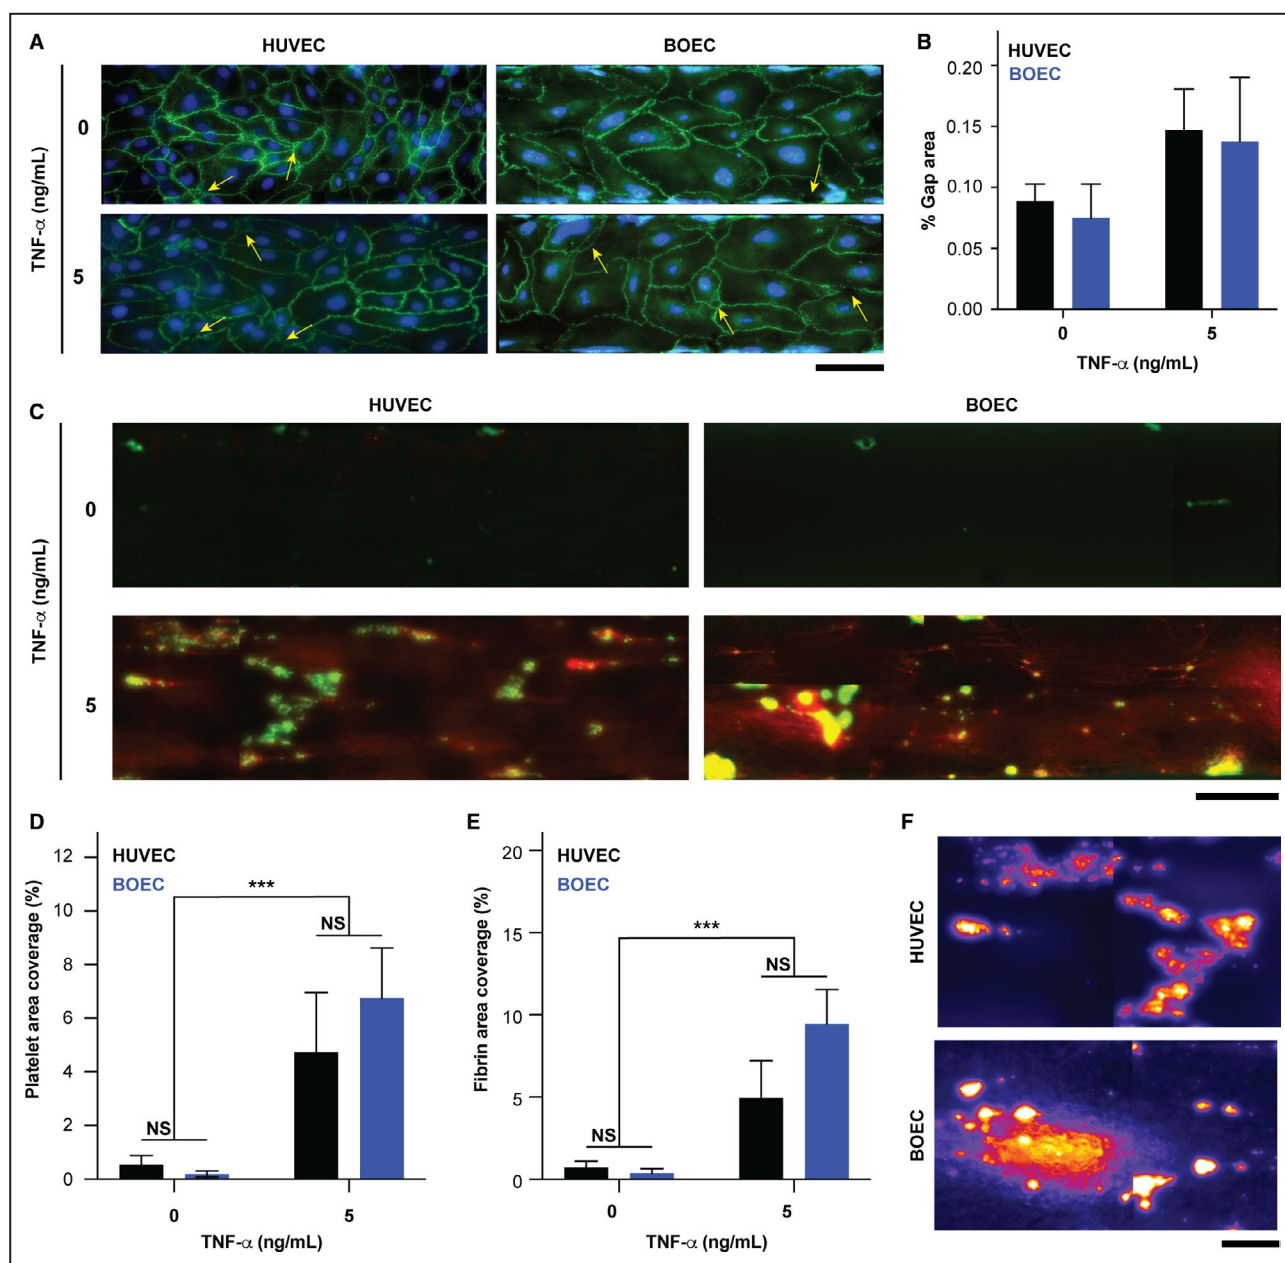 A
HUVEC
BOEC
TNF-α (ng/mL)
0
5
B
HUVEC
BOEC
% Gap area
0.20
0.15
0.10
0.05
0.00
0
5
TNF-α (ng/mL)
C
HUVEC
BOEC
TNF-α (ng/mL)
0
5
D
HUVEC
BOEC
Platelet area coverage (%)
12
10
8
6
4
2
0
***
NS
NS
0
5
TNF-α (ng/mL)
E
HUVEC
BOEC
Fibrin area coverage (%)
20
15
10
5
0
***
NS
NS
0
5
TNF-α (ng/mL)
F
HUVEC
BOEC